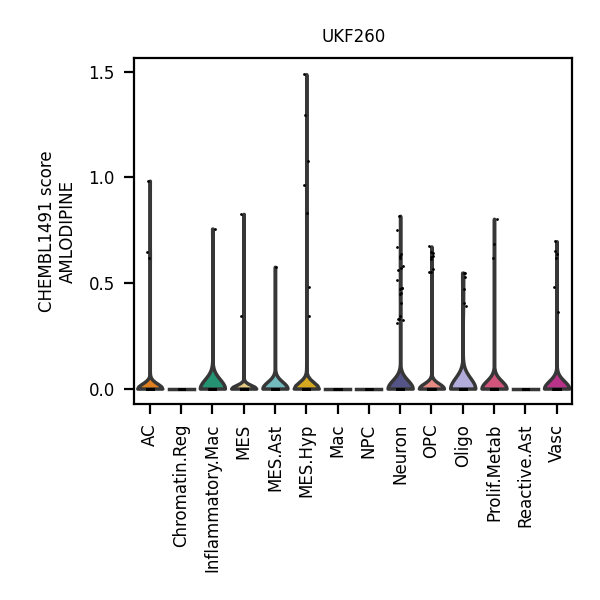 UKF260
CHEMBL1491 score
AMLODIPINE
1.5
1.0
0.5
0.0
AC
Chromatin.Reg
Inflammatory.Mac
MES
MES.Ast
MES.Hyp
Mac
NPC
Neuron
OPC
Oligo
Prolif.Metab
Reactive.Ast
Vasc